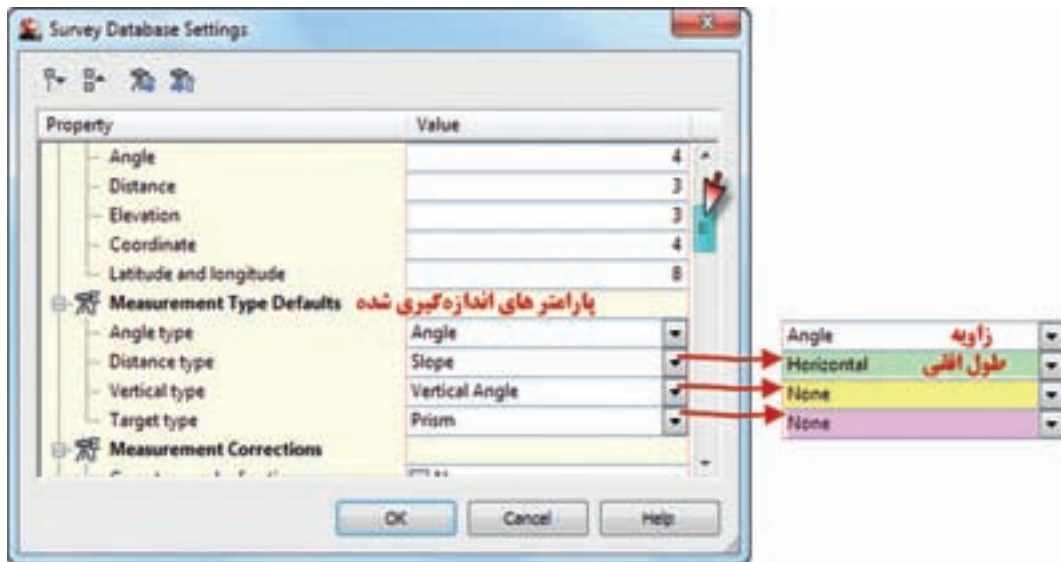 Survey Database Settings
Property Value
Angle 4
Distance 3
Elevation 3
Coordinate 4
Latitude and longitude 8
Measurement Type Defaults پارامتر های اندازه‌گیری شده
Angle type Angle
Distance type Slope
Vertical type Vertical Angle
Target type Prism
Measurement Corrections
Angle زاویه
Horizontal طول افقی
None
None
OK Cancel Help